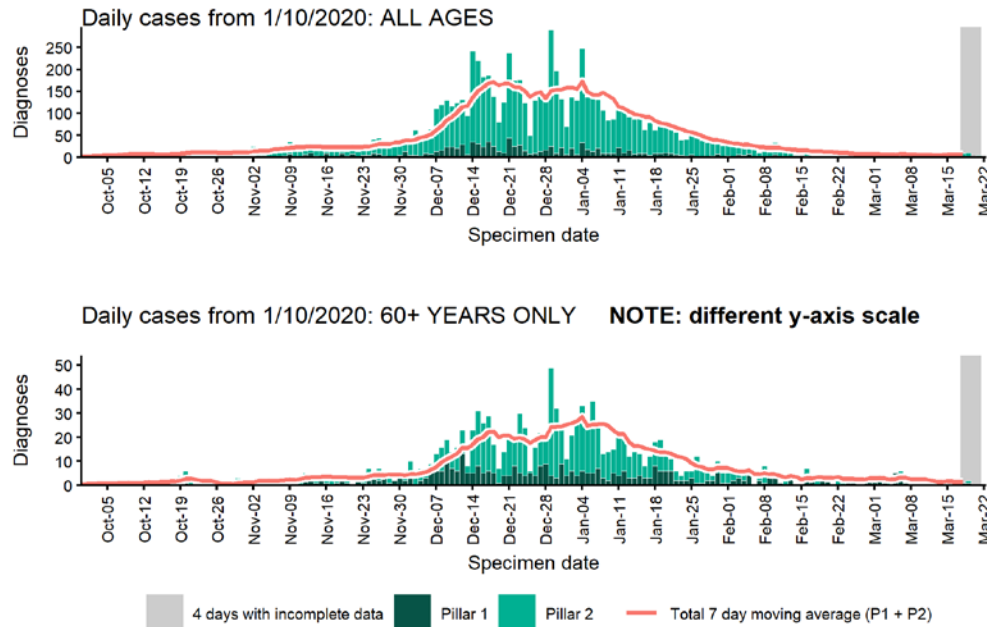 Daily cases from 1/10/2020: ALL AGES
Diagnoses
250
200
150
100
50
0
Oct-05
Oct-12
Oct-19
Oct-26
Nov-02
Nov-09
Nov-16
Nov-23
Nov-30
Dec-07
Dec-14
Dec-21
Dec-28
Jan-04
Jan-11
Jan-18
Jan-25
Feb-01
Feb-08
Feb-15
Feb-22
Mar-01
Mar-08
Mar-15
Mar-22
Specimen date
Daily cases from 1/10/2020: 60+ YEARS ONLY NOTE: different y-axis scale
Diagnoses
50
40
30
20
10
0
Oct-05
Oct-12
Oct-19
Oct-26
Nov-02
Nov-09
Nov-16
Nov-23
Nov-30
Dec-07
Dec-14
Dec-21
Dec-28
Jan-04
Jan-11
Jan-18
Jan-25
Feb-01
Feb-08
Feb-15
Feb-22
Mar-01
Mar-08
Mar-15
Mar-22
Specimen date
4 days with incomplete data Pillar 1 Pillar 2 Total 7 day moving average (P1 + P2)